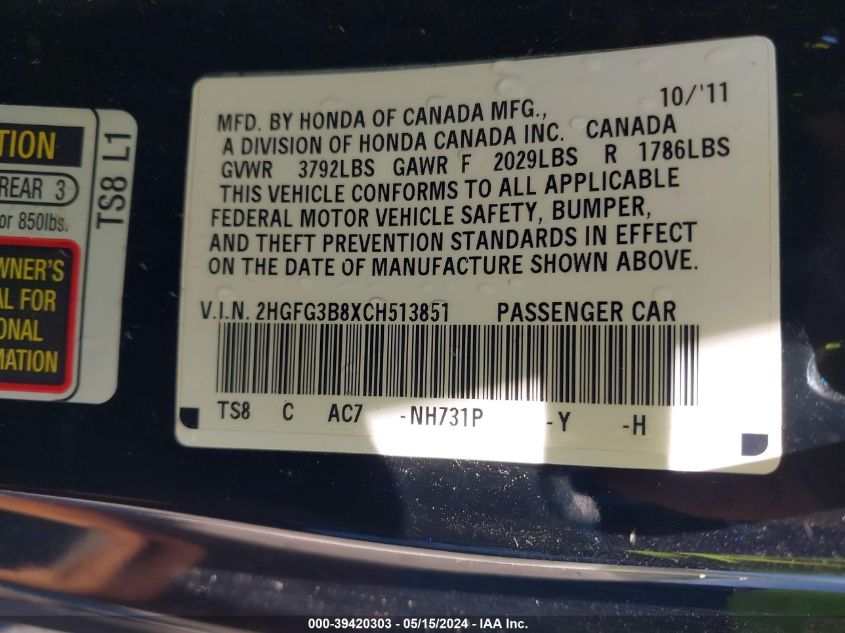 TION
REAR 3
or 850lbs.
WNER'S
AL FOR
ONAL
MATION
TS8 L1
10/'11
MFD. BY HONDA OF CANADA MFG.,
A DIVISION OF HONDA CANADA INC. CANADA
GVWR 3792LBS GAWR F 2029LBS R 1786LBS
THIS VEHICLE CONFORMS TO ALL APPLICABLE
FEDERAL MOTOR VEHICLE SAFETY, BUMPER,
AND THEFT PREVENTION STANDARDS IN EFFECT
ON THE DATE OF MANUFACTURE SHOWN ABOVE.
V.I.N. 2HGFG3B8XCH513851 PASSENGER CAR
TS8 C AC7 -NH731P -Y -H
000-39420303 - 05/15/2024 - IAA Inc.